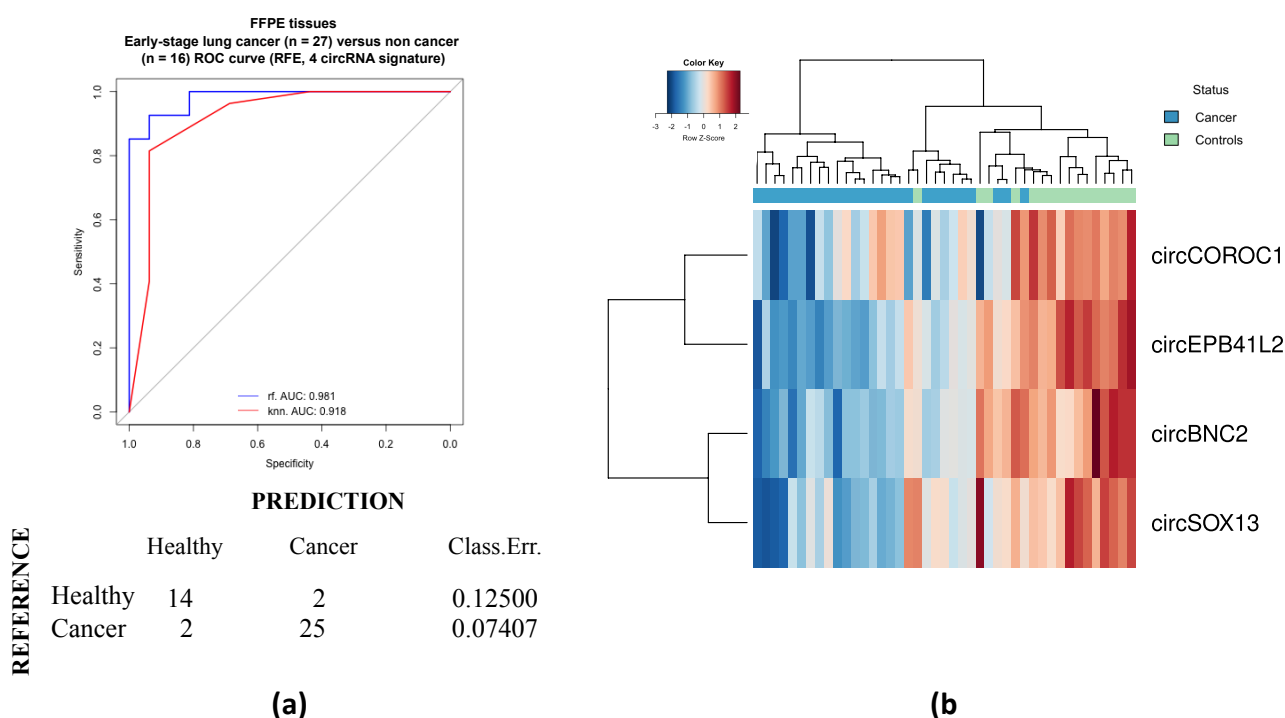 FFPE tissues
Early-stage lung cancer (n = 27) versus non cancer
(n = 16) ROC curve (RFE, 4 circRNA signature)
Sensitivity
0.0
0.2
0.4
0.6
0.8
1.0
rf. AUC: 0.981
knn. AUC: 0.918
1.0 0.8 0.6 0.4 0.2 0.0
Specificity
PREDICTION
REFERENCE
Healthy Cancer Class.Err.
Healthy 14 2 0.12500
Cancer 2 25 0.07407
(a)
Color Key
-3 -2 -1 0 1 2
Row Z-Score
Status
Cancer
Controls
circCOROC1
circEPB41L2
circBNC2
circSOX13
(b